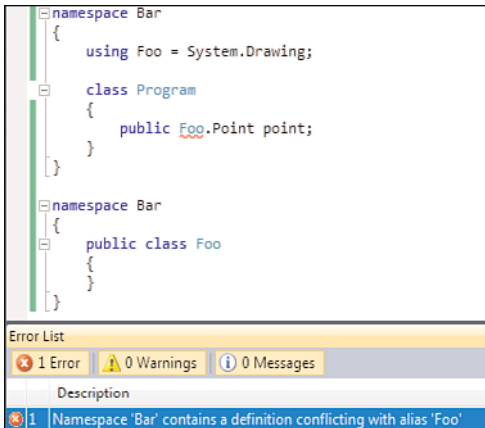 namespace Bar
{
using Foo = System.Drawing;
class Program
{
public Foo.Point point;
}
}
namespace Bar
{
public class Foo
{
}
}
Error List
1 Error 0 Warnings 0 Messages
Description
1 Namespace 'Bar' contains a definition conflicting with alias 'Foo'